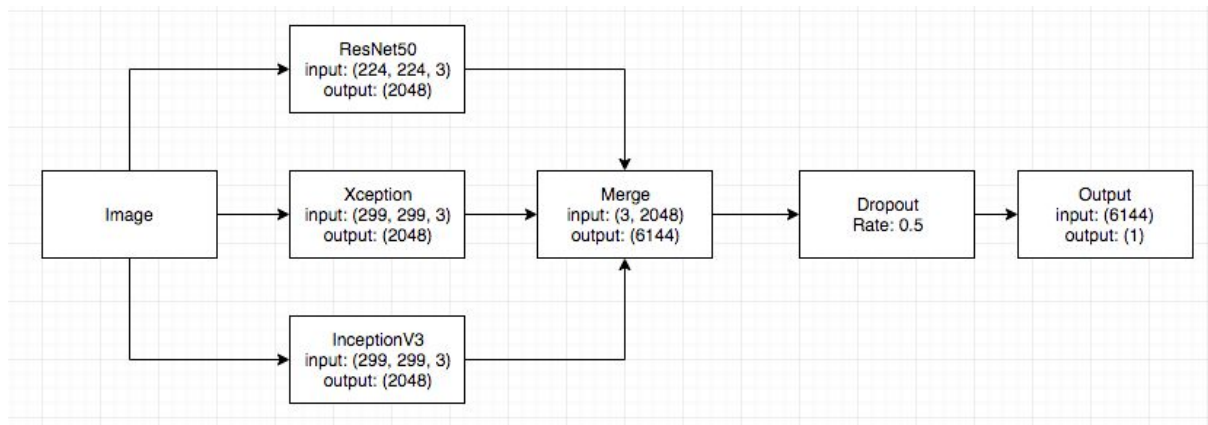 ResNet50
input: (224, 224, 3)
output: (2048)
Image
Xception
input: (299, 299, 3)
output: (2048)
Merge
input: (3, 2048)
output: (6144)
Dropout
Rate: 0.5
Output
input: (6144)
output: (1)
InceptionV3
input: (299, 299, 3)
output: (2048)